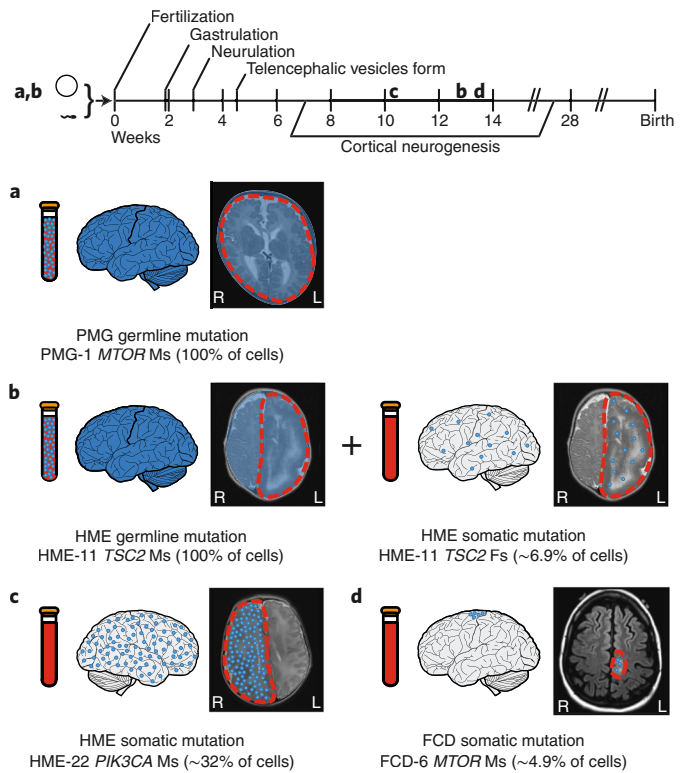 Fertilization
Gastrulation
Neurulation
Telencephalic vesicles form
a,b
c
b
d
0
2
4
6
8
10
12
14
28
Birth
Weeks
Cortical neurogenesis
a
R
L
PMG germline mutation
PMG-1 MTOR Ms (100% of cells)
b
R
L
+
R
L
HME germline mutation
HME-11 TSC2 Ms (100% of cells)
HME somatic mutation
HME-11 TSC2 Fs (~6.9% of cells)
c
R
L
d
R
L
HME somatic mutation
HME-22 PIK3CA Ms (~32% of cells)
FCD somatic mutation
FCD-6 MTOR Ms (~4.9% of cells)